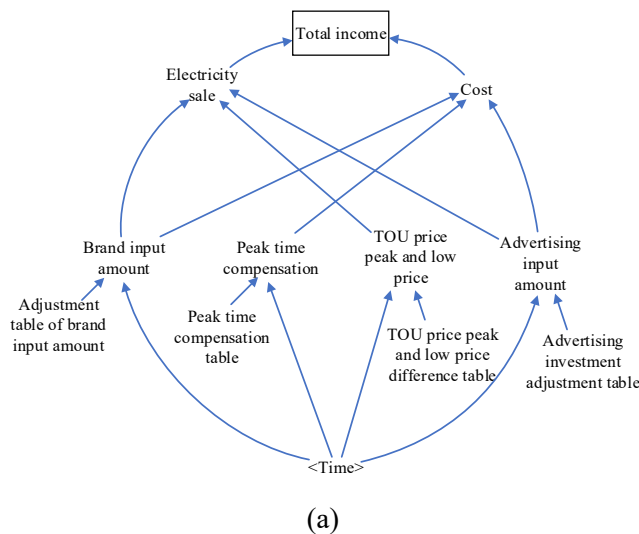 Total income
Electricity
sale
Cost
Brand input
amount
Peak time
compensation
TOU price
peak and low
price
Advertising
input
amount
Adjustment
table of brand
input amount
Peak time
compensation
table
TOU price peak
and low price
difference table
Advertising
investment
adjustment table
<Time>
(a)